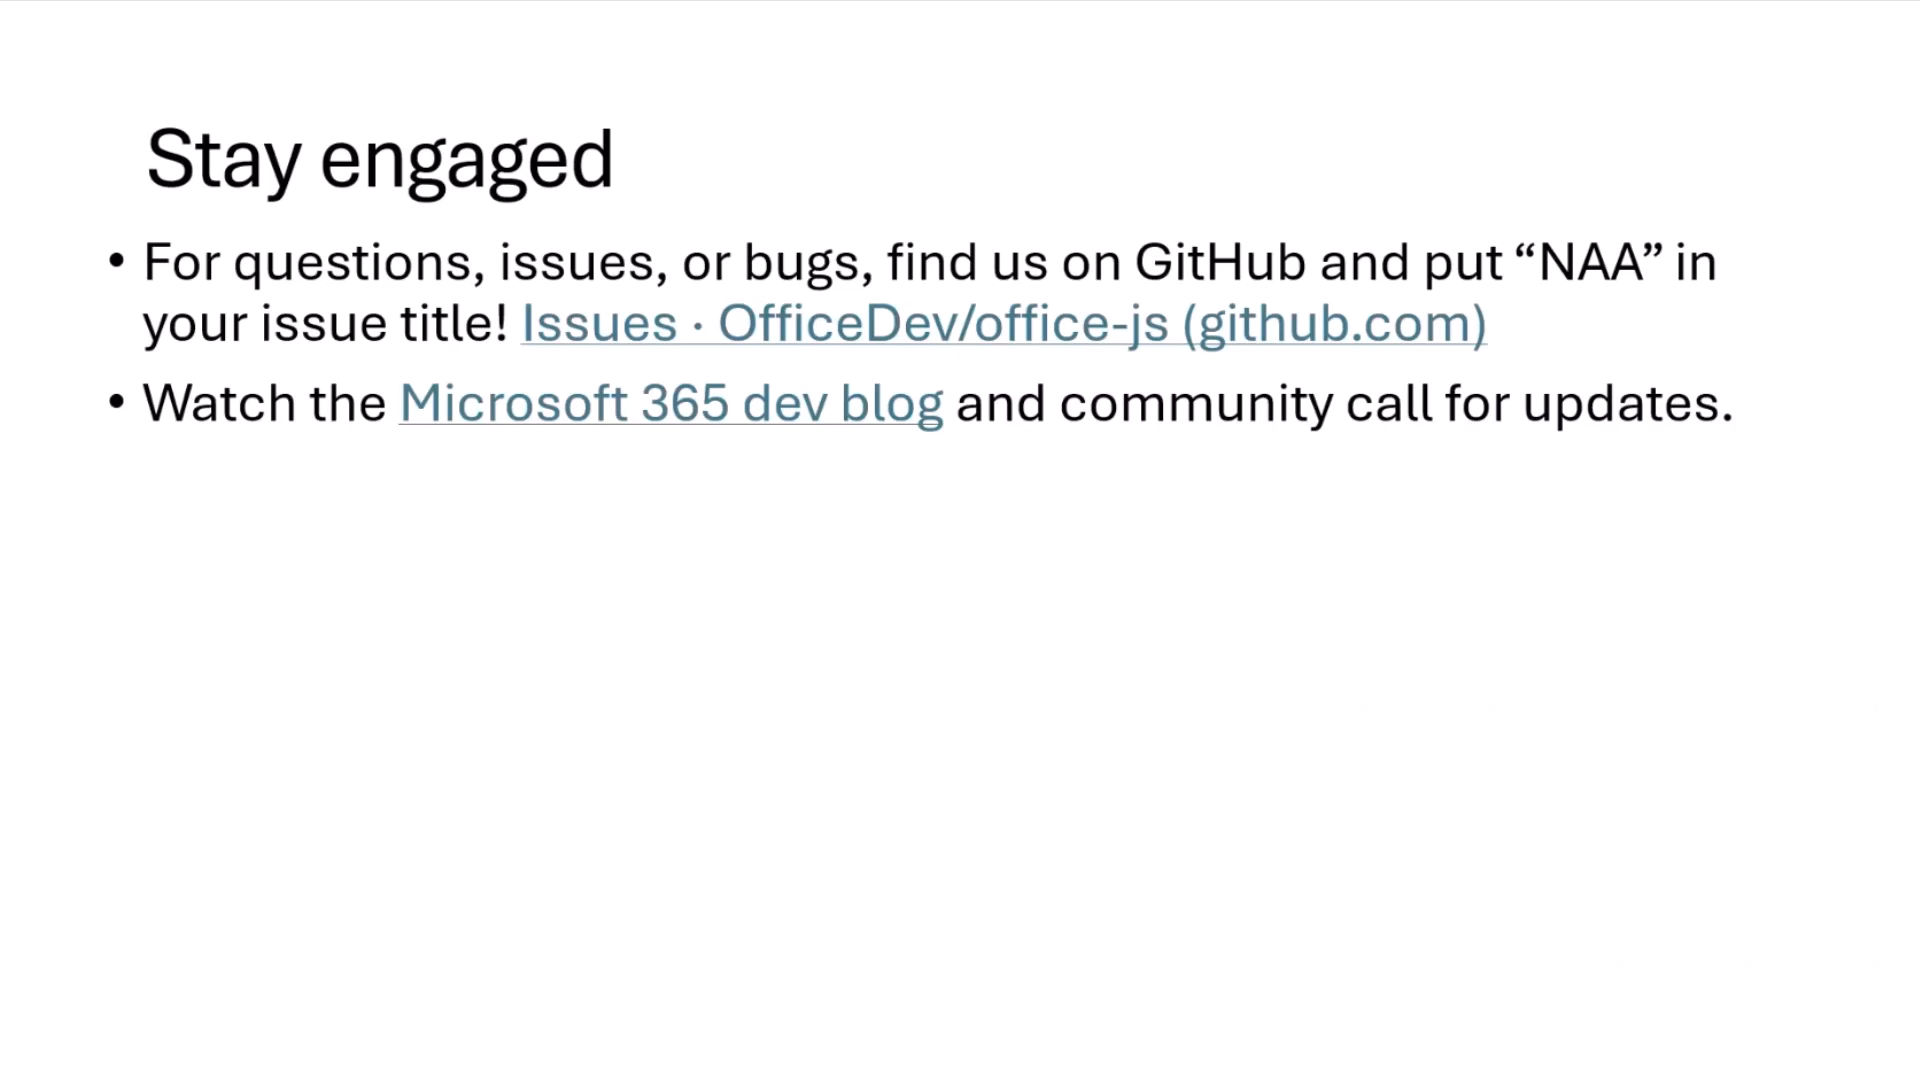 Stay engaged
• For questions, issues, or bugs, find us on GitHub and put “NAA” in
your issue title! Issues · OfficeDev/office-js (github.com)
• Watch the Microsoft 365 dev blog and community call for updates.